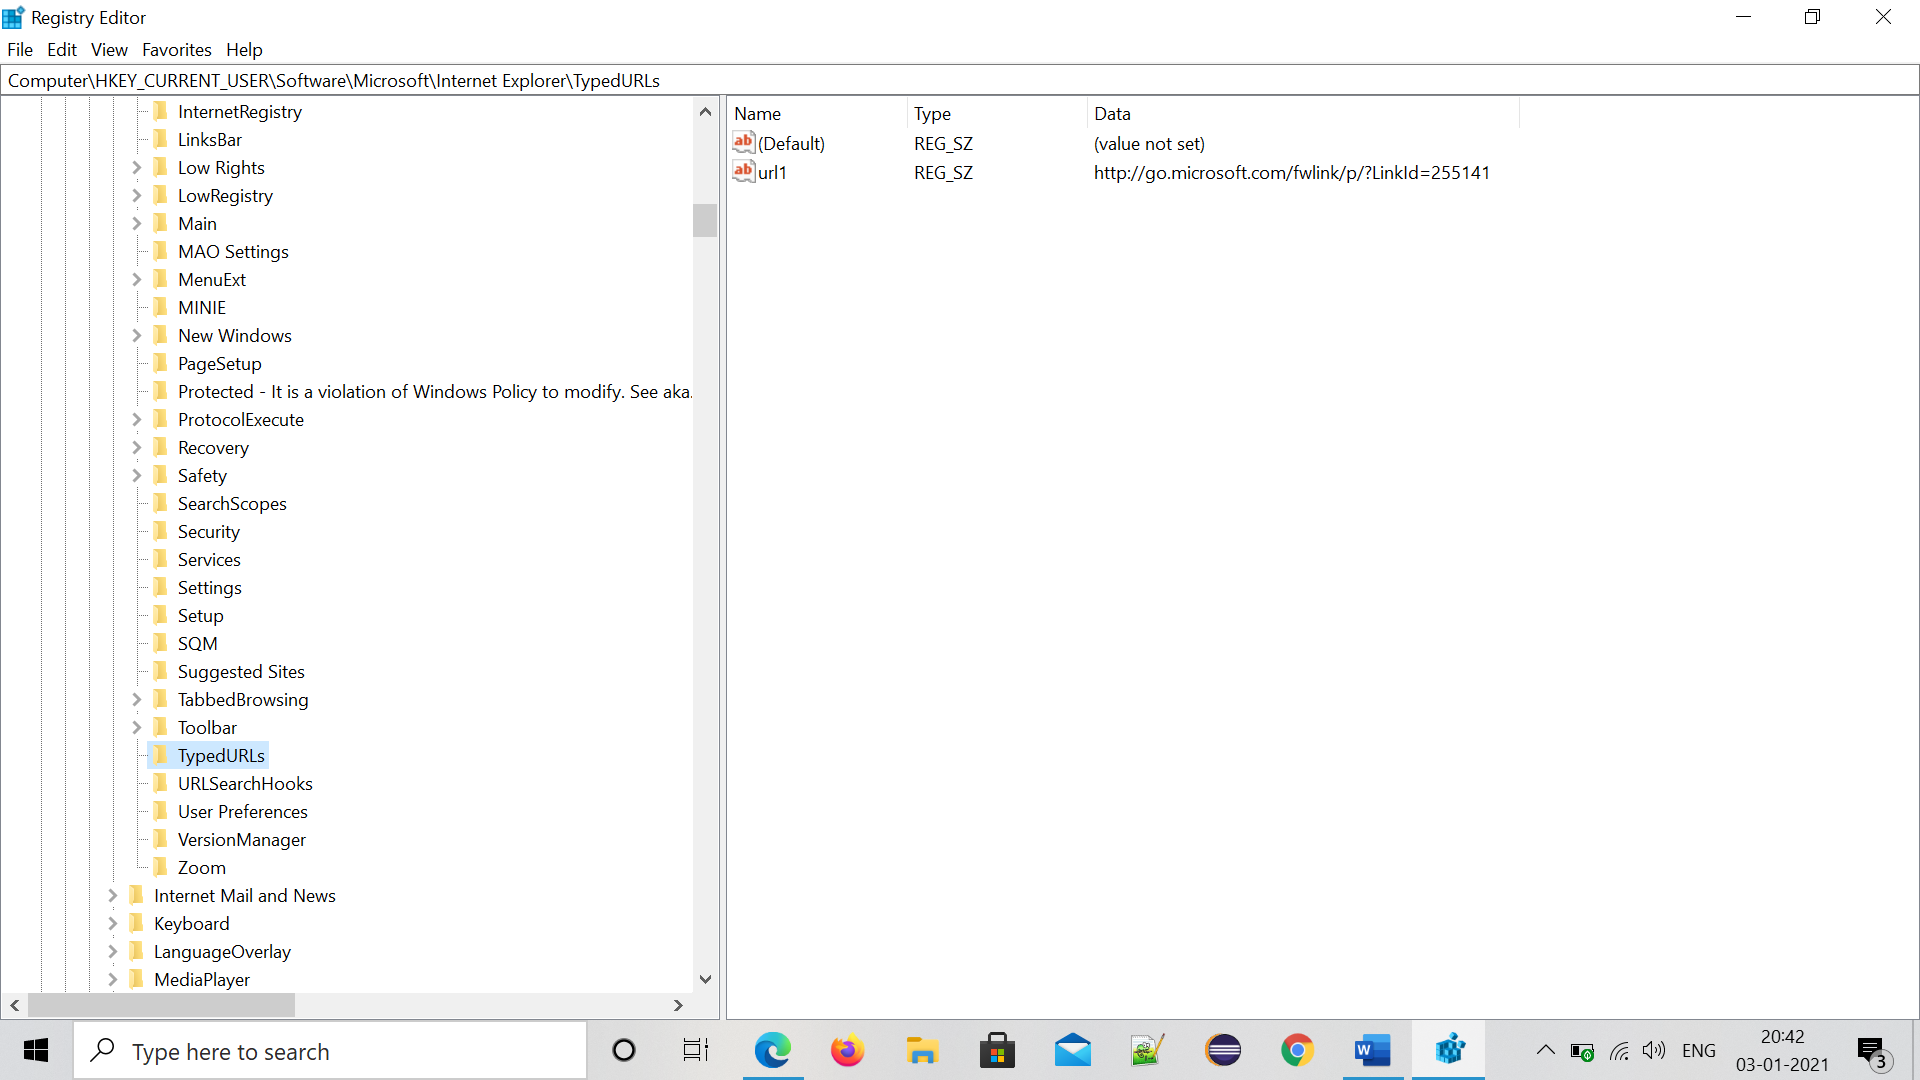 Registry Editor
File Edit View Favorites Help
Computer\HKEY_CURRENT_USER\Software\Microsoft\Internet Explorer\TypedURLs
InternetRegistry
LinksBar
Low Rights
LowRegistry
Main
MAO Settings
MenuExt
MINIE
New Windows
PageSetup
Protected - It is a violation of Windows Policy to modify. See aka.
ProtocolExecute
Recovery
Safety
SearchScopes
Security
Services
Settings
Setup
SQM
Suggested Sites
TabbedBrowsing
Toolbar
TypedURLs
URLSearchHooks
User Preferences
VersionManager
Zoom
Internet Mail and News
Keyboard
LanguageOverlay
MediaPlayer
Name Type Data
ab (Default) REG_SZ (value not set)
ab url1 REG_SZ http://go.microsoft.com/fwlink/p/?LinkId=255141
Type here to search
W
ENG
20:42
03-01-2021
3